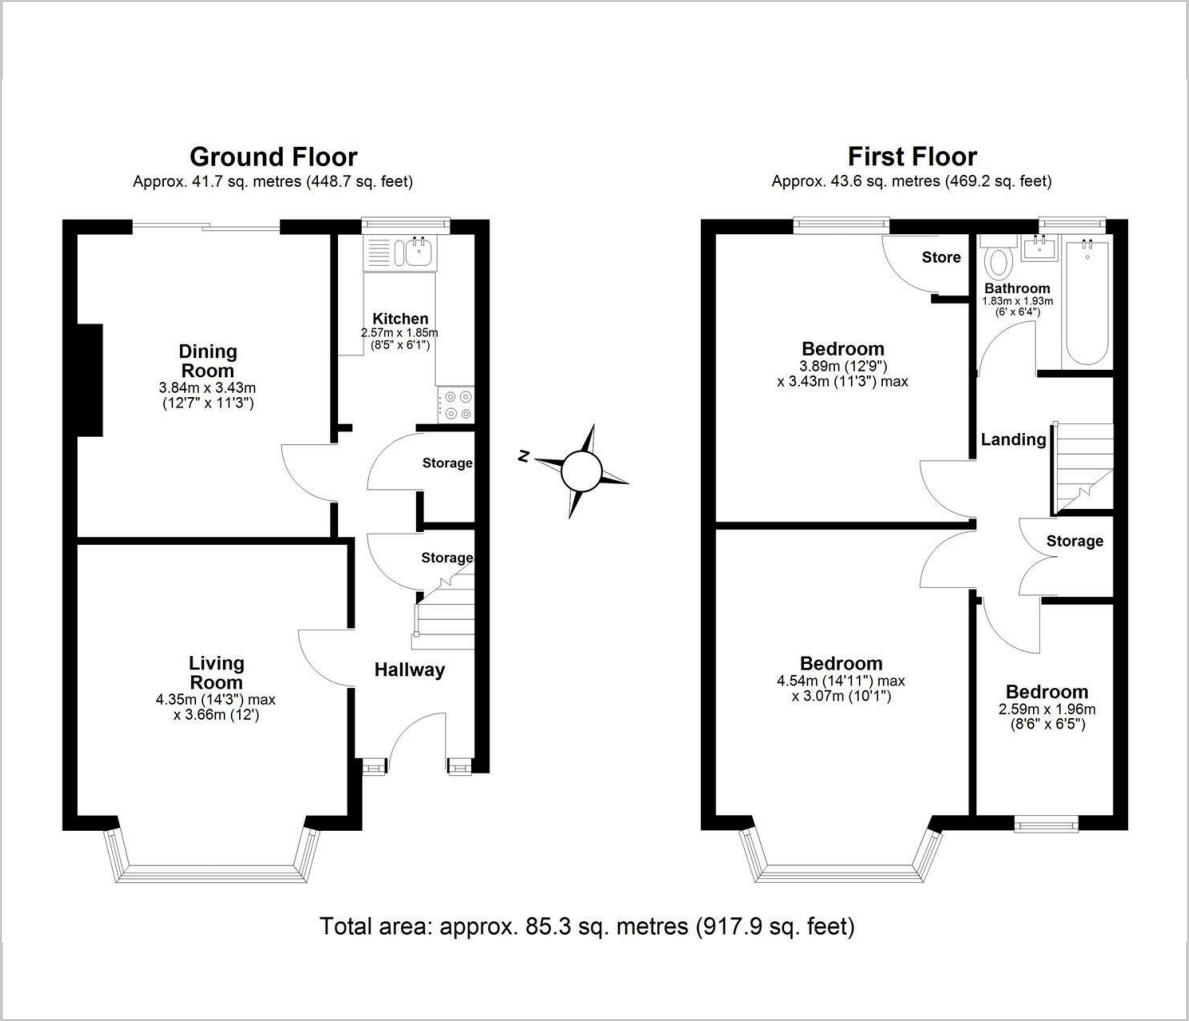 Ground Floor
Approx. 41.7 sq. metres (448.7 sq. feet)
Kitchen
2.57m x 1.85m
(8'5" x 6'1")
Dining
Room
3.84m x 3.43m
(12'7" x 11'3")
Storage
Storage
Living
Room
4.35m (14'3") max
x 3.66m (12')
Hallway
N
First Floor
Approx. 43.6 sq. metres (469.2 sq. feet)
Store
Bathroom
1.83m x 1.93m
(6' x 6'4")
Bedroom
3.89m (12'9")
x 3.43m (11'3") max
Landing
Storage
Bedroom
4.54m (14'11") max
x 3.07m (10'1")
Bedroom
2.59m x 1.96m
(8'6" x 6'5")
Total area: approx. 85.3 sq. metres (917.9 sq. feet)